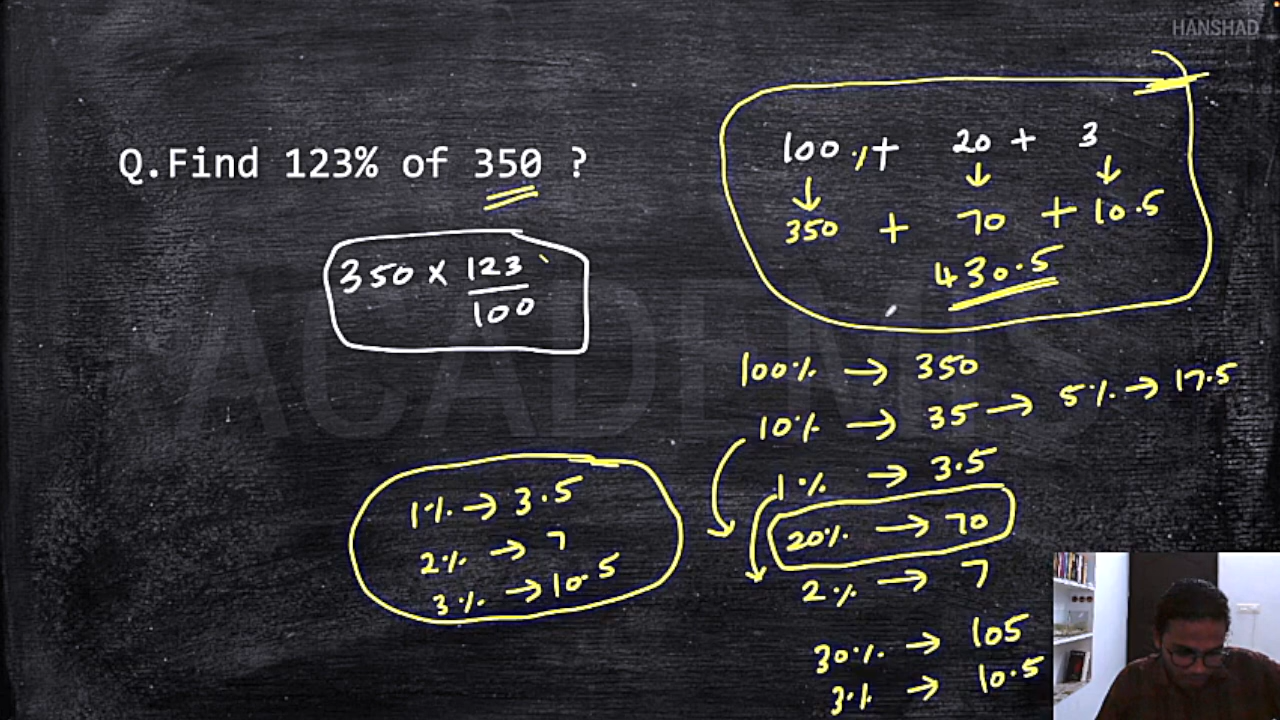 HANSHAD
Q.Find 123% of 350 ?
350 × 123
100
100 % + 20 + 3
↓ ↓ ↓
350 + 70 + 10.5
430.5
ACADEMIS
100% → 350
10% → 35 → 5% → 17.5
1% → 3.5
20% → 70
2% → 7
30% → 105
3% → 10.5
1% → 3.5
2% → 7
3% → 10.5